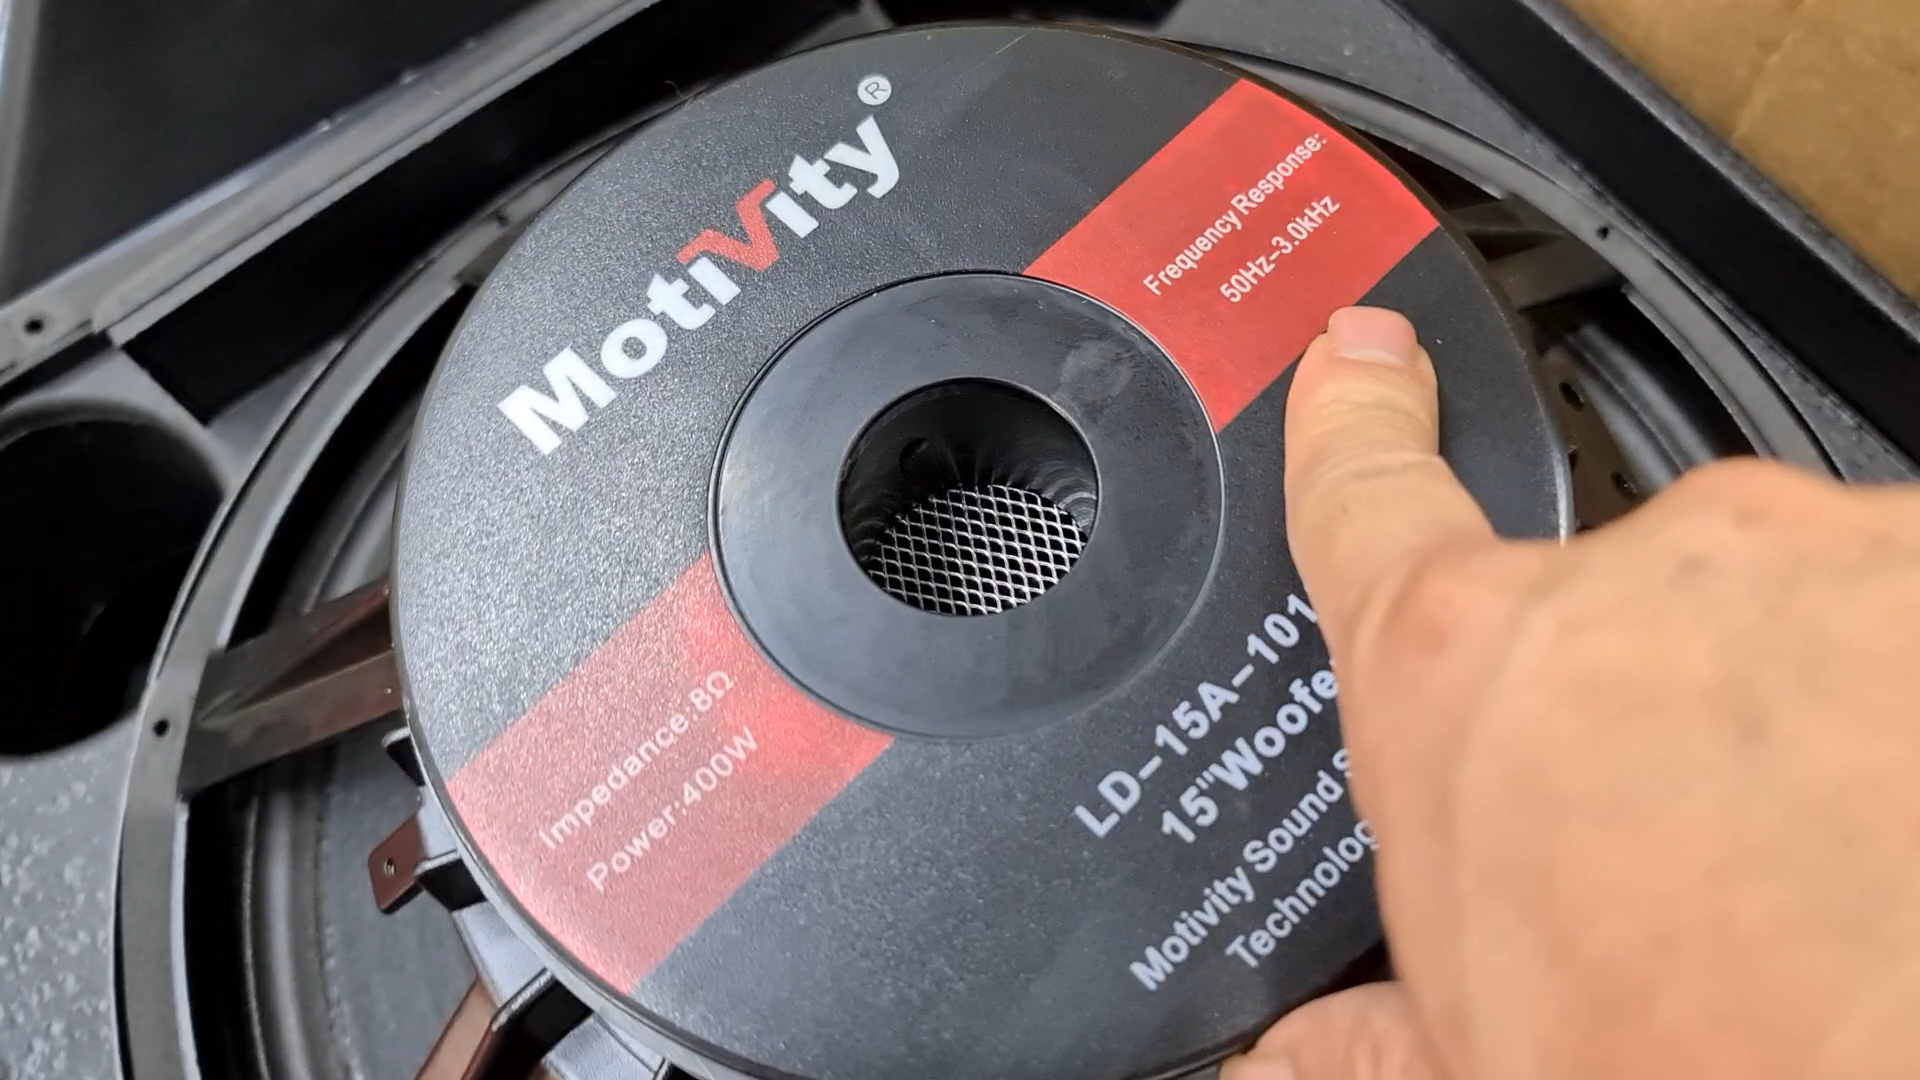 MotiVity®
Frequency Response:
50Hz-3.0kHz
Impedance:8Ω
Power:400W
LD-15A-101
15"Woofe
Motivity Sound
Technolog